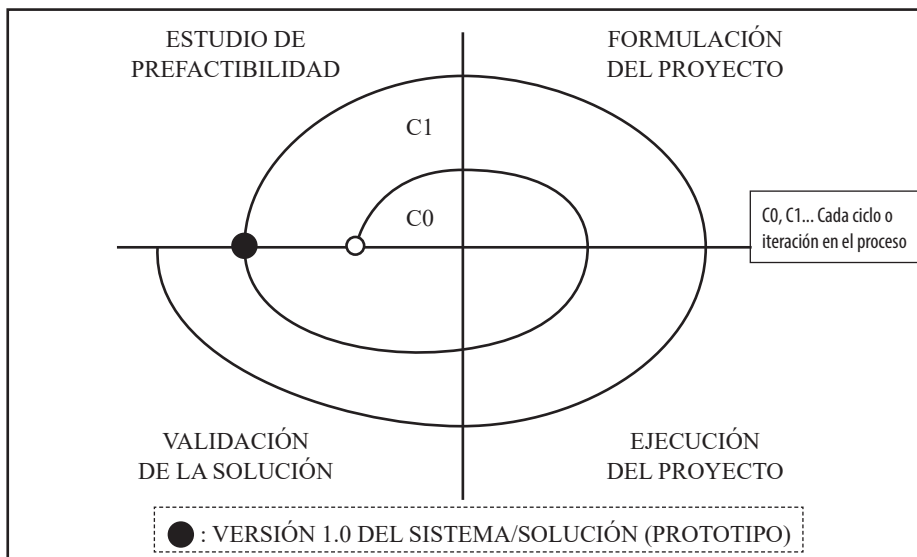 ESTUDIO DE
PREFACTIBILIDAD
FORMULACIÓN
DEL PROYECTO
C1
C0
C0, C1... Cada ciclo o
iteración en el proceso
VALIDACIÓN
DE LA SOLUCIÓN
EJECUCIÓN
DEL PROYECTO
: VERSIÓN 1.0 DEL SISTEMA/SOLUCIÓN (PROTOTIPO)